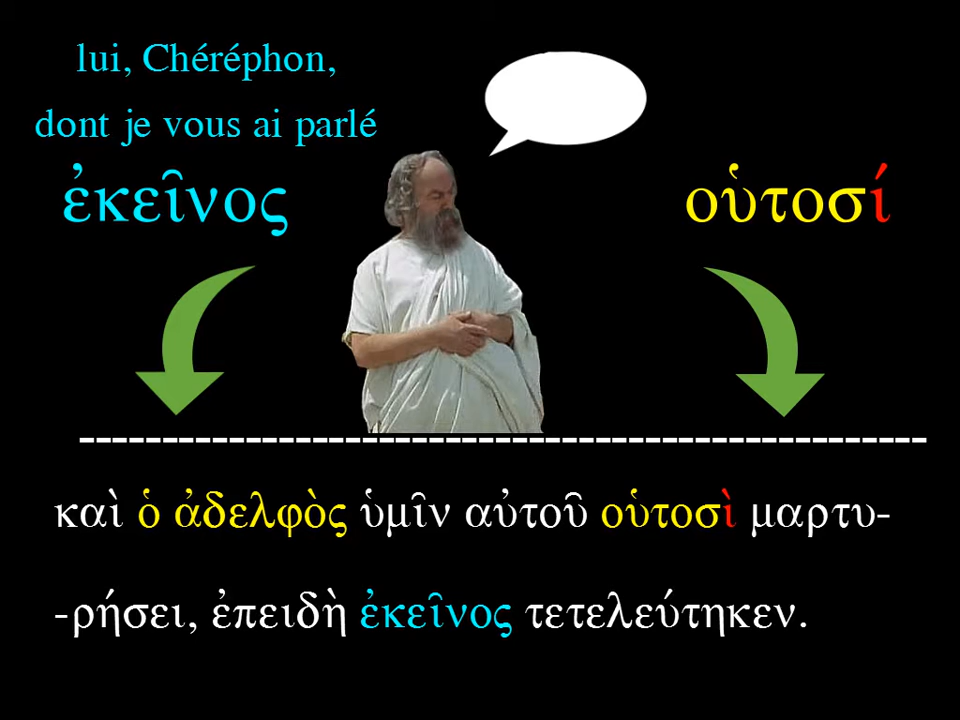 lui, Chéréphon,
dont je vous ai parlé
ἐκεῖνος
οὑτοσί
--------------------------------------------------
καὶ ὁ ἀδελφὸς ὑμῖν αὐτοῦ οὑτοσὶ μαρτυ-
-ρήσει, ἐπειδὴ ἐκεῖνος τετελεύτηκεν.